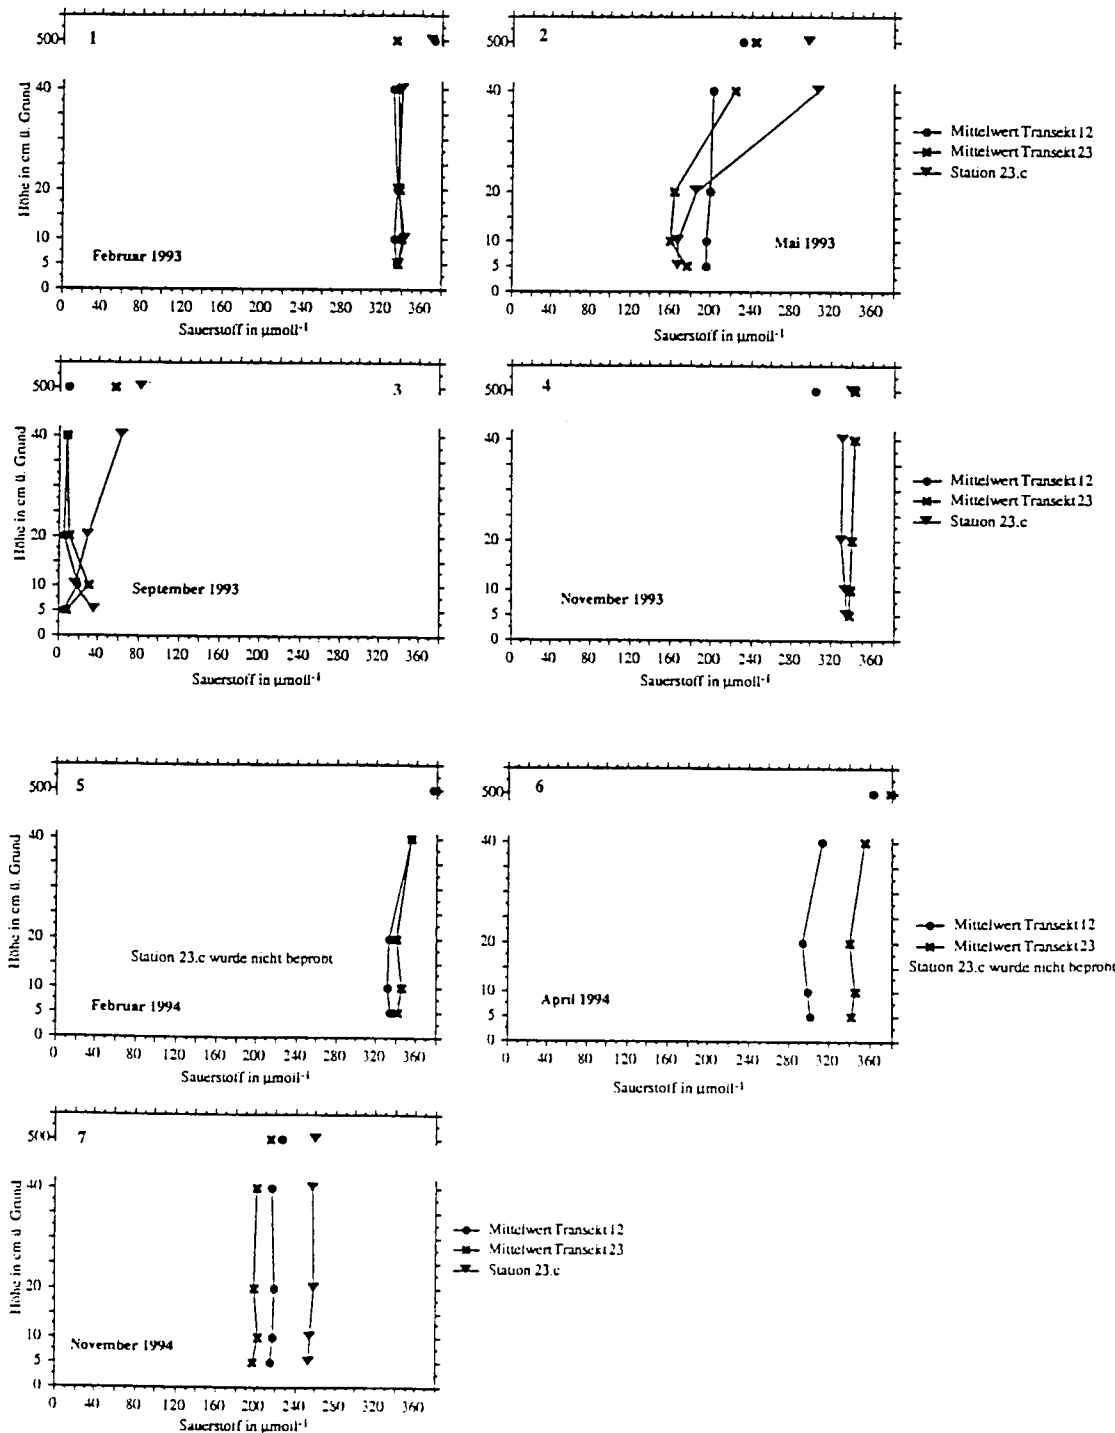 500 1
40
20
10
5
0
Höhe in cm ü. Grund
Februar 1993
0 40 80 120 160 200 240 280 320 360
Sauerstoff in µmoll-1
500 2
40
20
10
5
0
Mai 1993
0 40 80 120 160 200 240 280 320 360
Sauerstoff in µmoll-1
Mittelwert Transekt 12
Mittelwert Transekt 23
Station 23.c
500 3
40
20
10
5
0
Höhe in cm ü. Grund
September 1993
0 40 80 120 160 200 240 280 320 360
Sauerstoff in µmoll-1
500 4
40
20
10
5
0
November 1993
0 40 80 120 160 200 240 280 320 360
Sauerstoff in µmoll-1
Mittelwert Transekt 12
Mittelwert Transekt 23
Station 23.c
500 5
40
20
10
5
0
Höhe in cm ü. Grund
Station 23.c wurde nicht beprobt
Februar 1994
0 40 80 120 160 200 240 280 320 360
Sauerstoff in µmoll-1
500 6
40
20
10
5
0
April 1994
0 40 80 120 160 200 240 280 320 360
Sauerstoff in µmoll-1
Mittelwert Transekt 12
Mittelwert Transekt 23
Station 23.c wurde nicht beprobt
500 7
40
20
10
5
0
Höhe in cm ü. Grund
November 1994
0 40 80 120 160 200 240 280 320 360
Sauerstoff in µmoll-1
Mittelwert Transekt 12
Mittelwert Transekt 23
Station 23.c